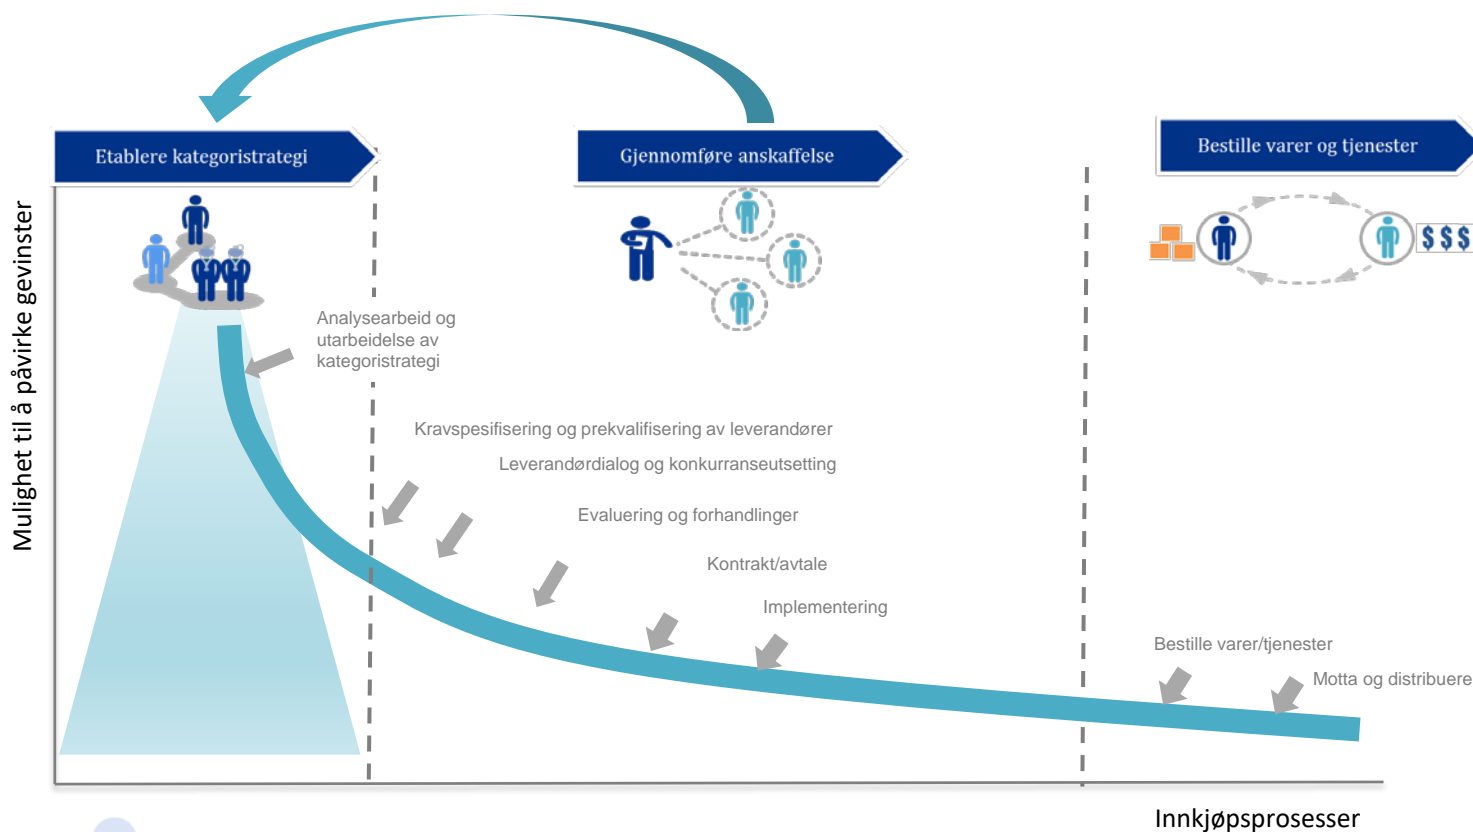 Etablere kategoristrategi
Gjennomføre anskaffelse
Bestille varer og tjenester
$$$
Analysearbeid og
utarbeidelse av
kategoristrategi
Kravspesifisering og prekvalifisering av leverandører
Leverandørdialog og konkurranseutsetting
Evaluering og forhandlinger
Kontrakt/avtale
Implementering
Bestille varer/tjenester
Motta og distribuere
Mulighet til å påvirke gevinster
Innkjøpsprosesser